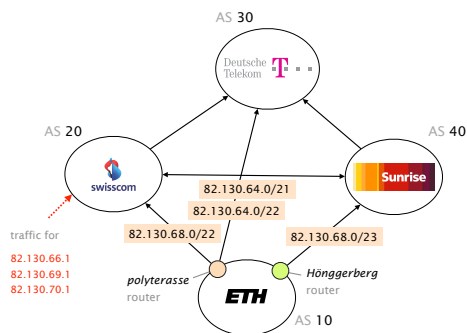 AS 30
Deutsche
Telekom
T
AS 20
AS 40
swisscom
Sunrise
82.130.64.0/21
82.130.64.0/22
82.130.68.0/22
82.130.68.0/23
traffic for
82.130.66.1
82.130.69.1
82.130.70.1
polyterasse
router
Hönggerberg
router
ETH
AS 10